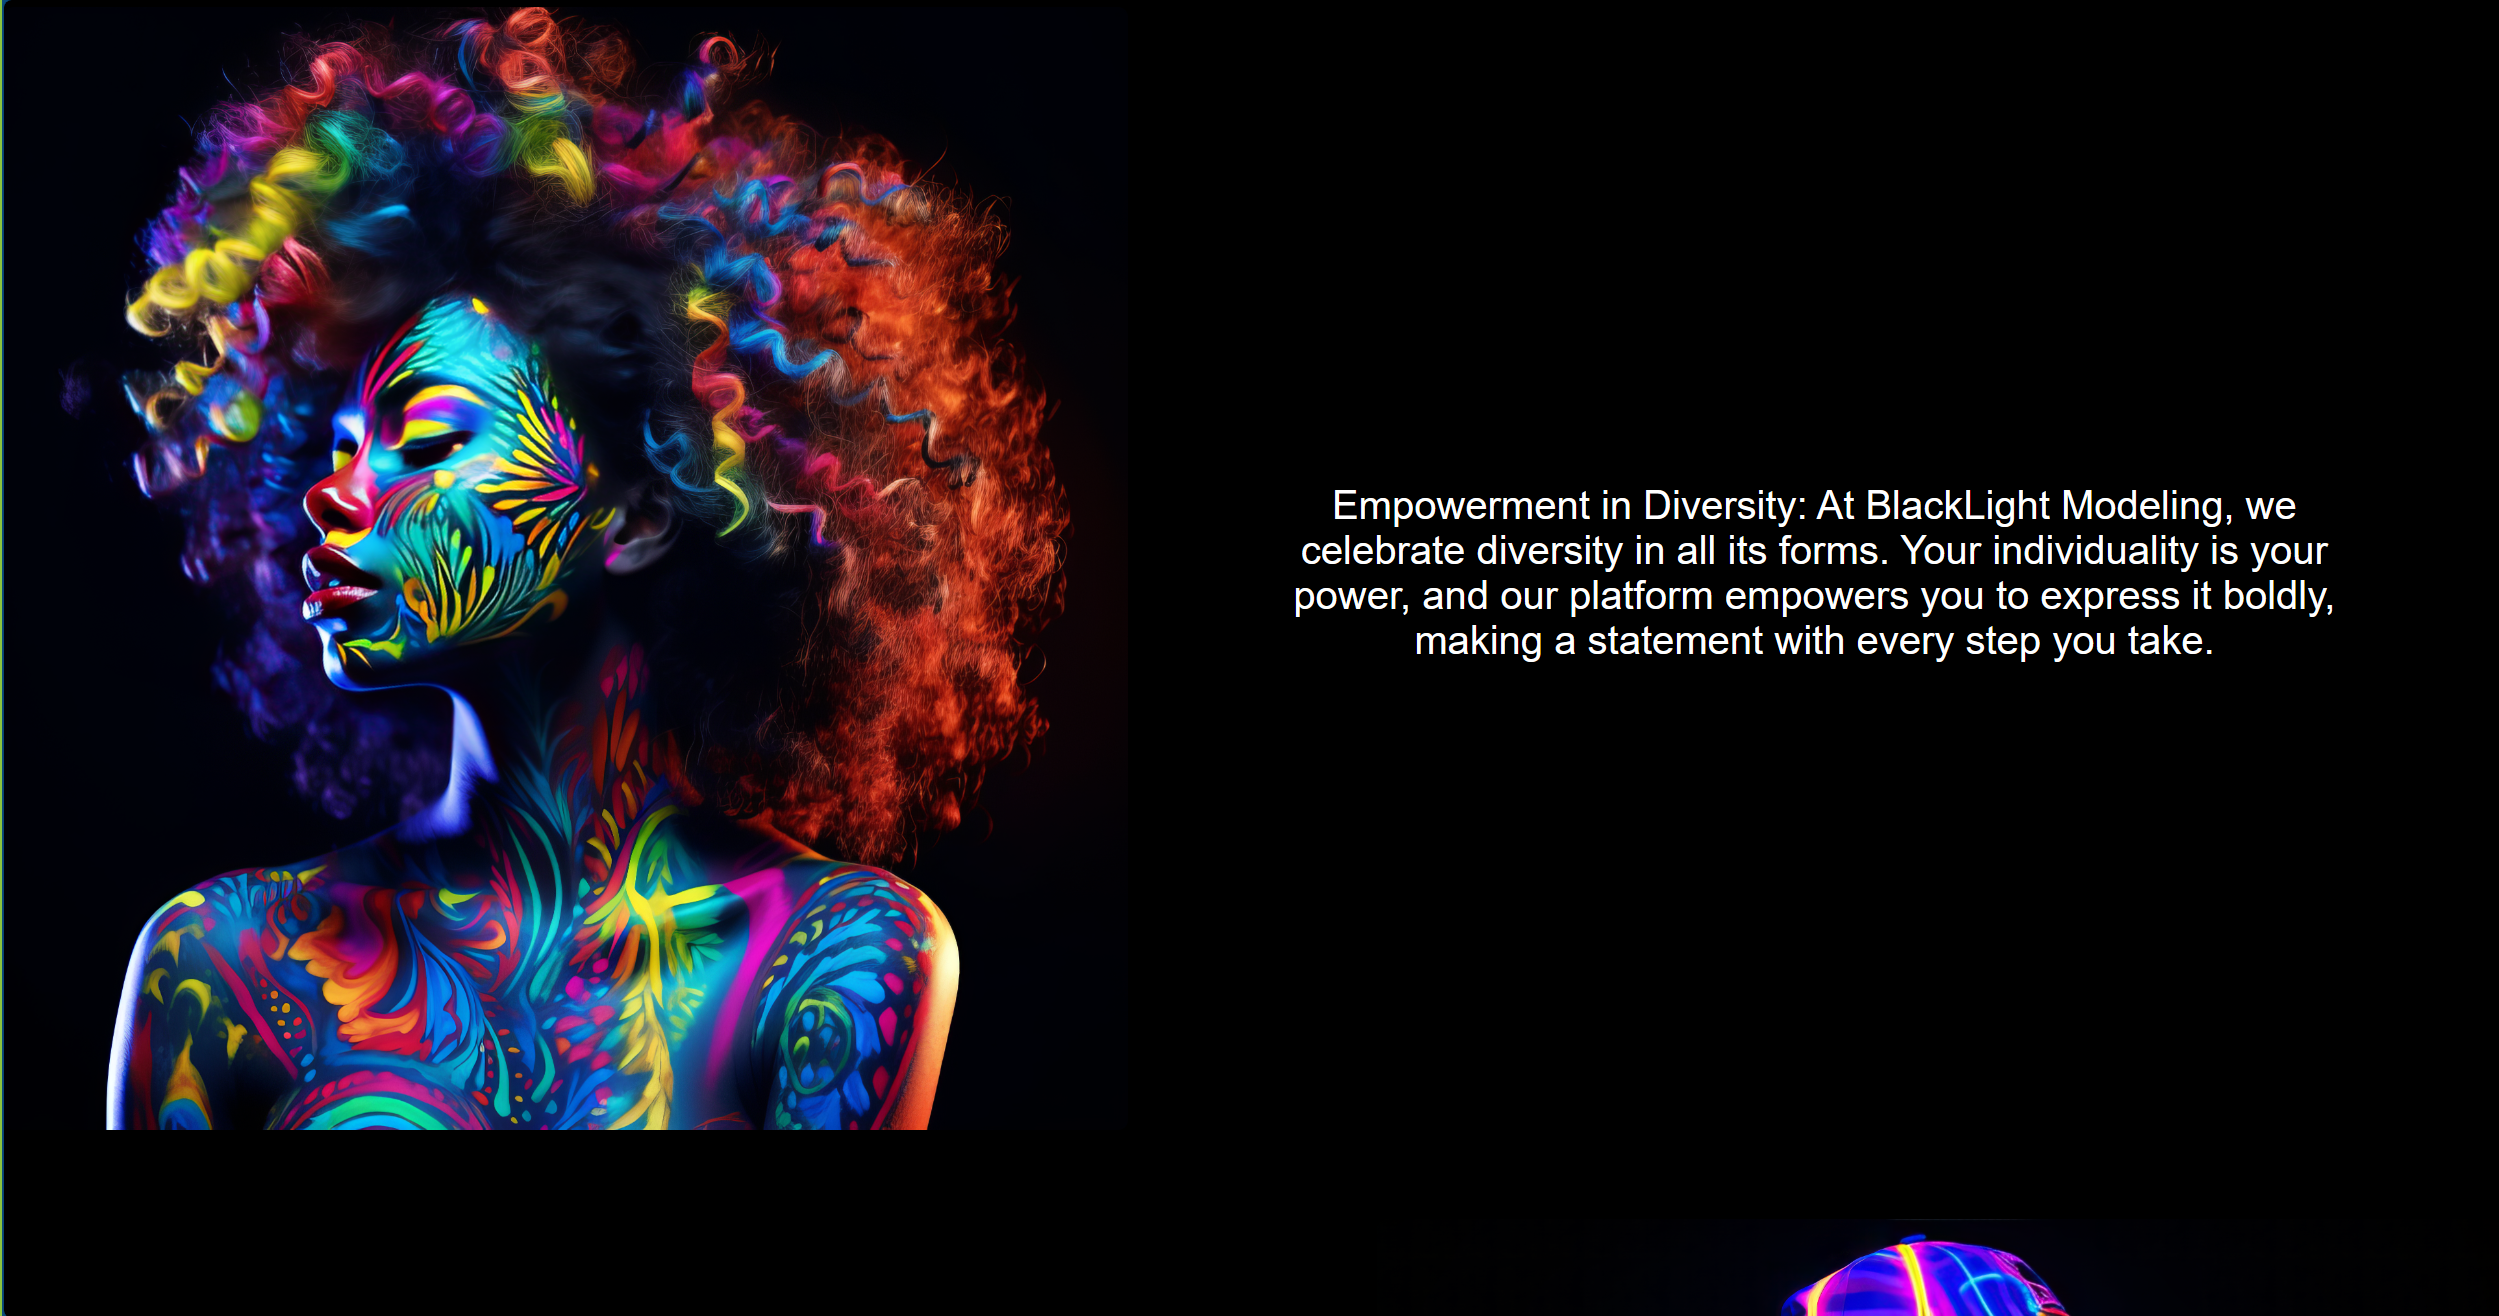 Empowerment in Diversity: At BlackLight Modeling, we
celebrate diversity in all its forms. Your individuality is your
power, and our platform empowers you to express it boldly,
making a statement with every step you take.